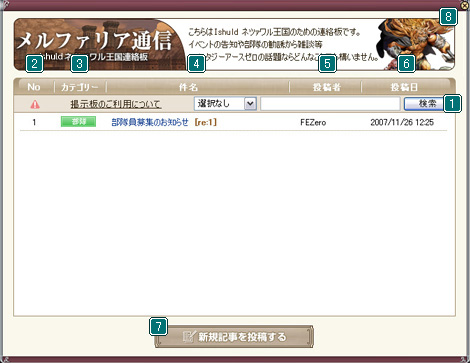 8
メルファリア通信
Ishuld ネツァワル王国連絡板
こちらはIshuld ネツァワル王国のための連絡板です。
イベントの告知や部隊の勧誘から雑談等
タジーアースゼロの話題ならどんなこ 構いません。
2 3 4 5 6
No カテゴリー 件名 投稿者 投稿日
掲示板のご利用について 選択なし 検索 1
1 部隊 部隊員募集のお知らせ [re:1] FEZero 2007/11/26 12:25
7
新規記事を投稿する